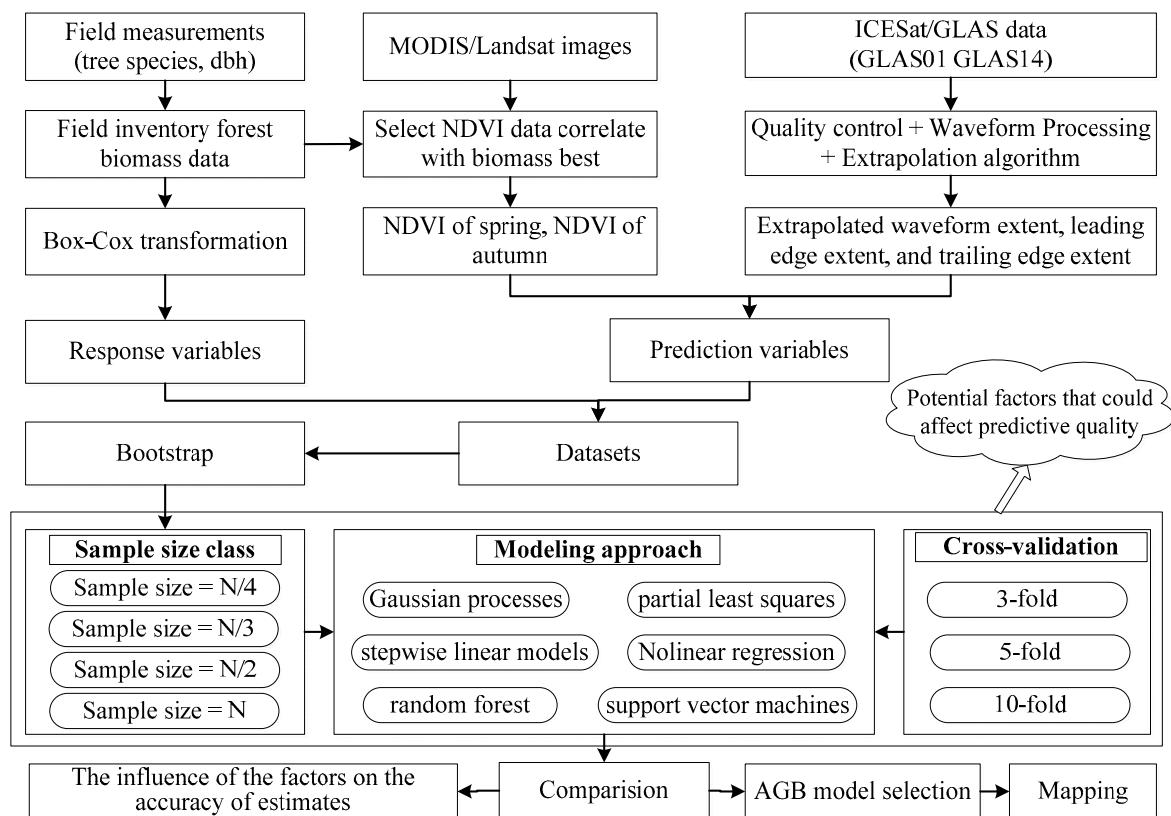 Field measurements
(tree species, dbh)
MODIS/Landsat images
ICESat/GLAS data
(GLAS01 GLAS14)
Field inventory forest
biomass data
Select NDVI data correlate
with biomass best
Quality control + Waveform Processing
+ Extrapolation algorithm
Box-Cox transformation
NDVI of spring, NDVI of
autumn
Extrapolated waveform extent, leading
edge extent, and trailing edge extent
Response variables
Prediction variables
Potential factors that could
affect predictive quality
Bootstrap
Datasets
Sample size class
Sample size = N/4
Sample size = N/3
Sample size = N/2
Sample size = N
Modeling approach
Gaussian processes
partial least squares
stepwise linear models
Nolinear regression
random forest
support vector machines
Cross-validation
3-fold
5-fold
10-fold
The influence of the factors on the
accuracy of estimates
Comparision
AGB model selection
Mapping